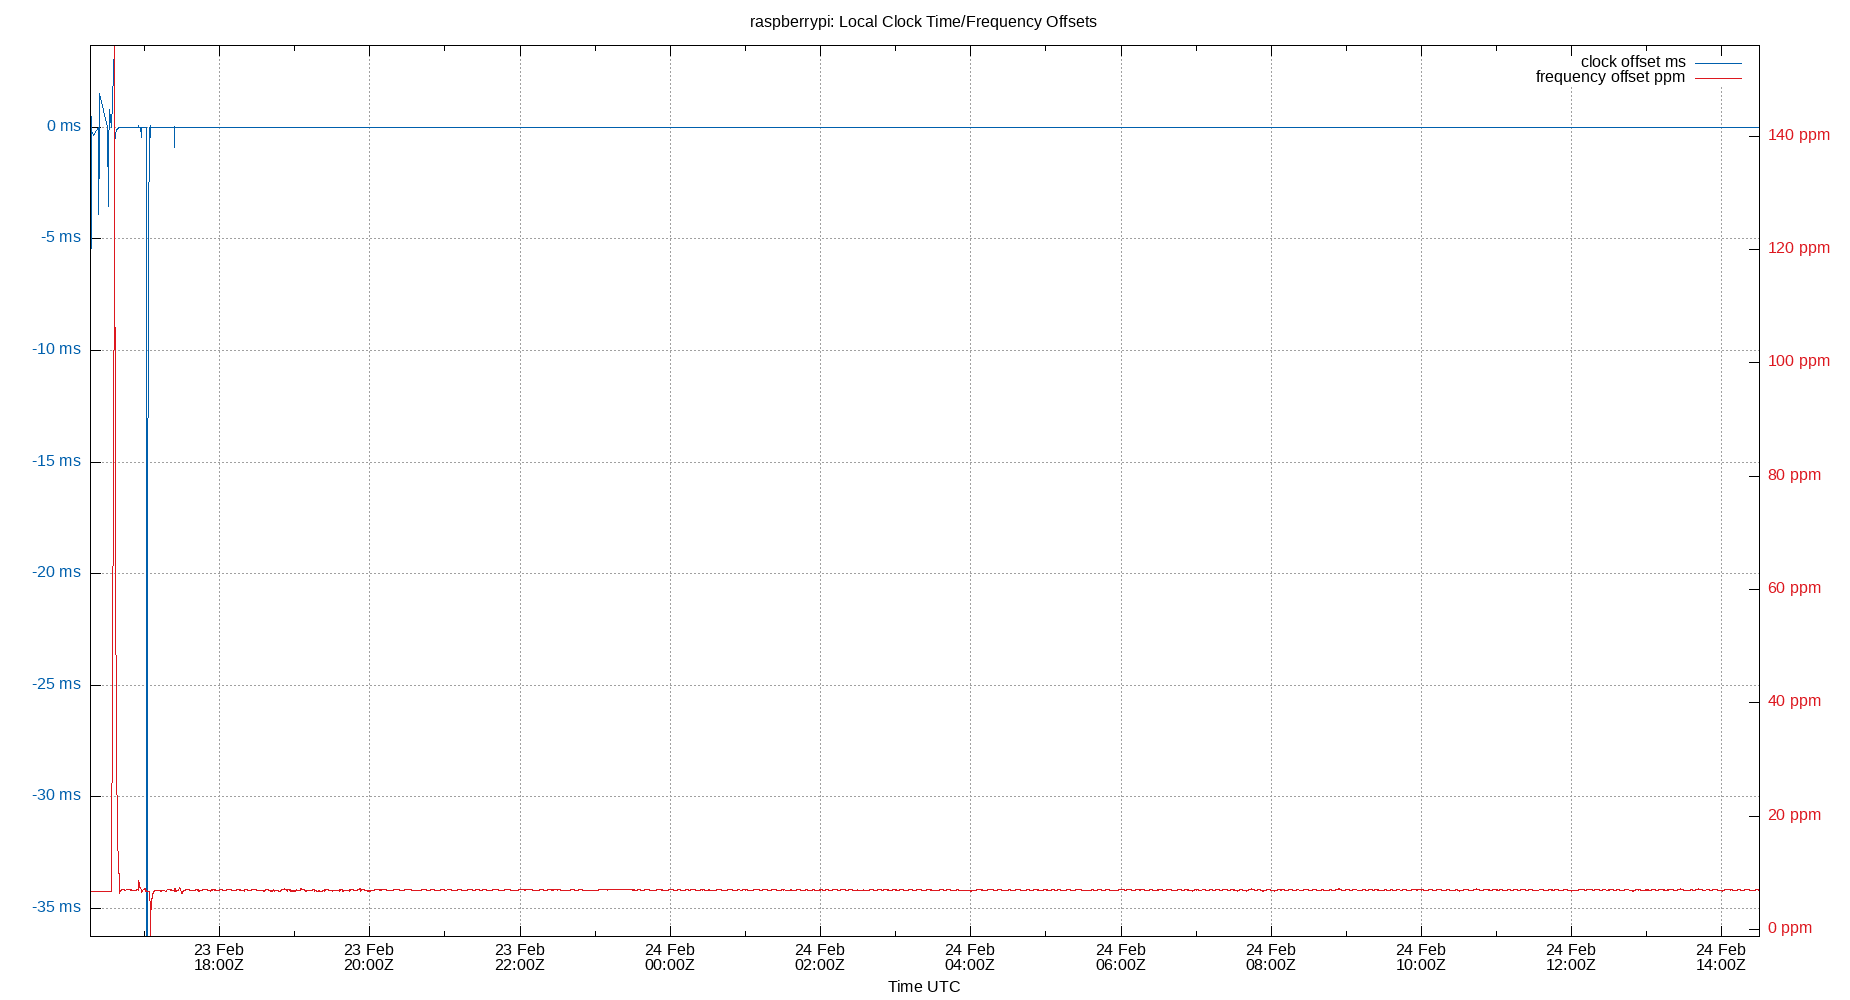 raspberrypi: Local Clock Time/Frequency Offsets
clock offset ms
frequency offset ppm
0 ms
-5 ms
-10 ms
-15 ms
-20 ms
-25 ms
-30 ms
-35 ms
140 ppm
120 ppm
100 ppm
80 ppm
60 ppm
40 ppm
20 ppm
0 ppm
23 Feb
18:00Z
23 Feb
20:00Z
23 Feb
22:00Z
24 Feb
00:00Z
24 Feb
02:00Z
24 Feb
04:00Z
24 Feb
06:00Z
24 Feb
08:00Z
24 Feb
10:00Z
24 Feb
12:00Z
24 Feb
14:00Z
Time UTC